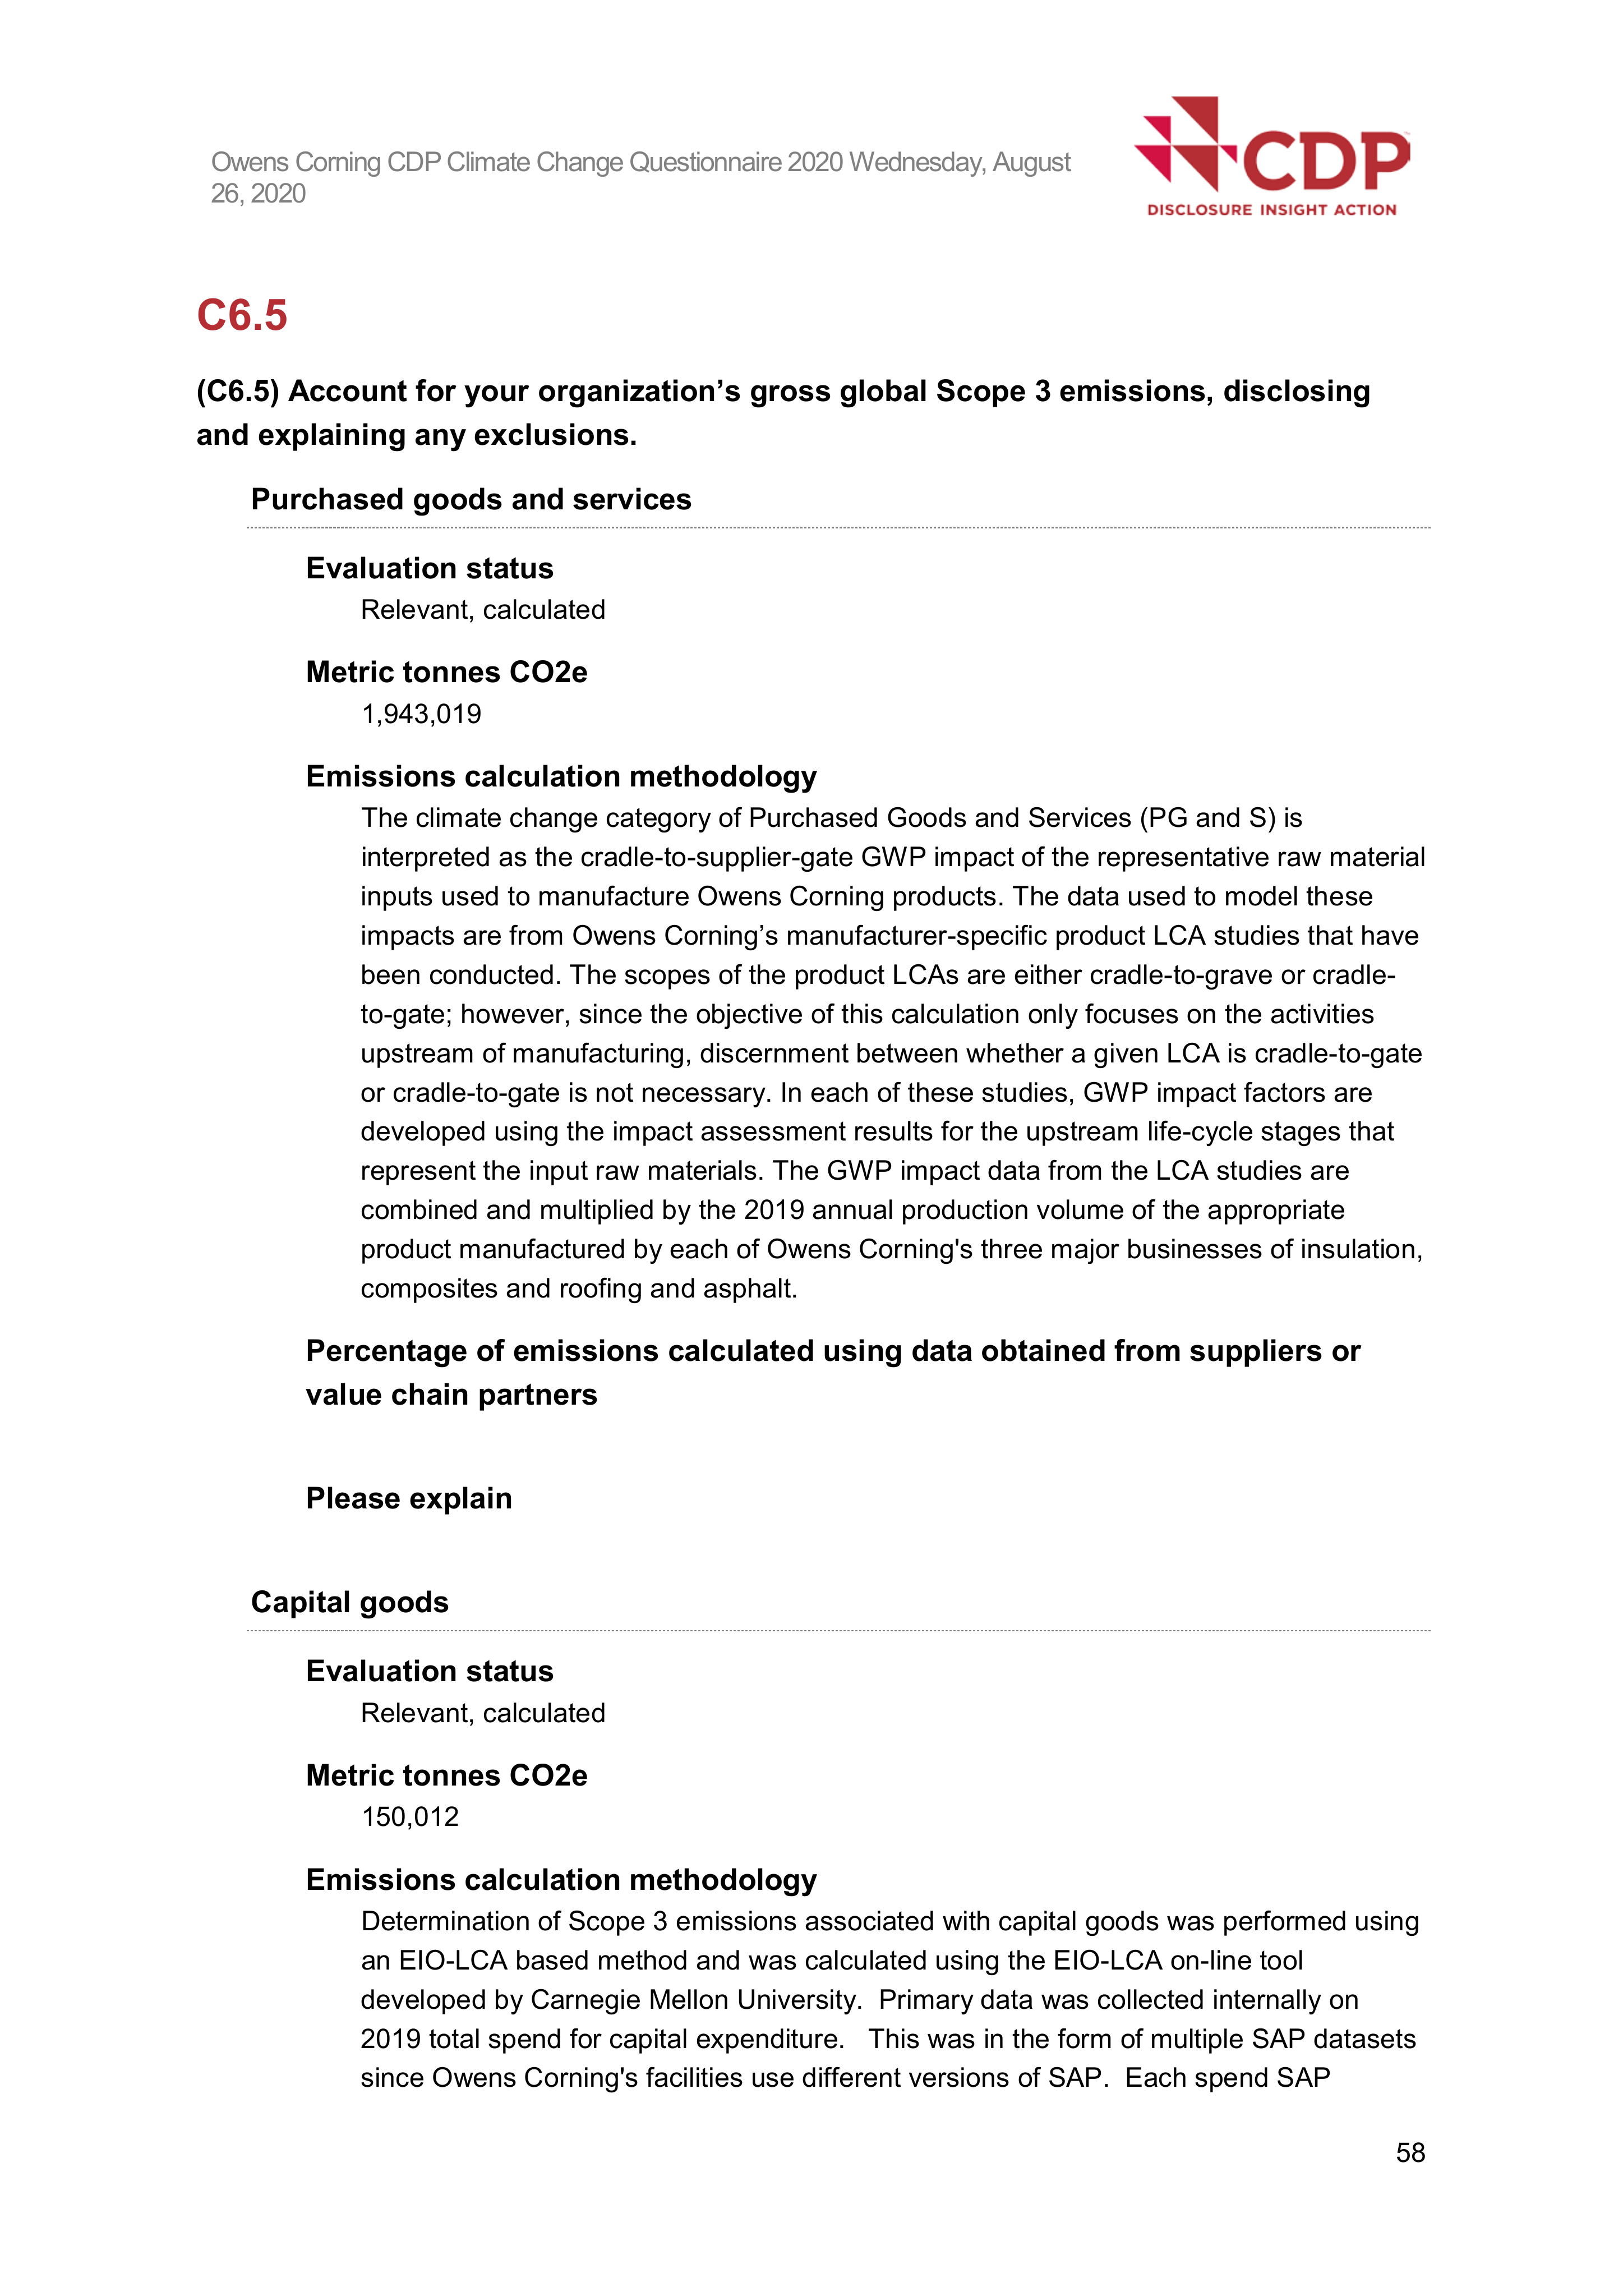 Owens Corning CDP Climate Change Questionnaire 2020 Wednesday, August
26, 2020
CDP
DISCLOSURE INSIGHT ACTION
C6.5
(C6.5) Account for your organization’s gross global Scope 3 emissions, disclosing
and explaining any exclusions.
Purchased goods and services
Evaluation status
Relevant, calculated
Metric tonnes CO2e
1,943,019
Emissions calculation methodology
The climate change category of Purchased Goods and Services (PG and S) is
interpreted as the cradle-to-supplier-gate GWP impact of the representative raw material
inputs used to manufacture Owens Corning products. The data used to model these
impacts are from Owens Corning’s manufacturer-specific product LCA studies that have
been conducted. The scopes of the product LCAs are either cradle-to-grave or cradle-
to-gate; however, since the objective of this calculation only focuses on the activities
upstream of manufacturing, discernment between whether a given LCA is cradle-to-gate
or cradle-to-gate is not necessary. In each of these studies, GWP impact factors are
developed using the impact assessment results for the upstream life-cycle stages that
represent the input raw materials. The GWP impact data from the LCA studies are
combined and multiplied by the 2019 annual production volume of the appropriate
product manufactured by each of Owens Corning's three major businesses of insulation,
composites and roofing and asphalt.
Percentage of emissions calculated using data obtained from suppliers or
value chain partners
Please explain
Capital goods
Evaluation status
Relevant, calculated
Metric tonnes CO2e
150,012
Emissions calculation methodology
Determination of Scope 3 emissions associated with capital goods was performed using
an EIO-LCA based method and was calculated using the EIO-LCA on-line tool
developed by Carnegie Mellon University.  Primary data was collected internally on
2019 total spend for capital expenditure.   This was in the form of multiple SAP datasets
since Owens Corning's facilities use different versions of SAP.  Each spend SAP
58